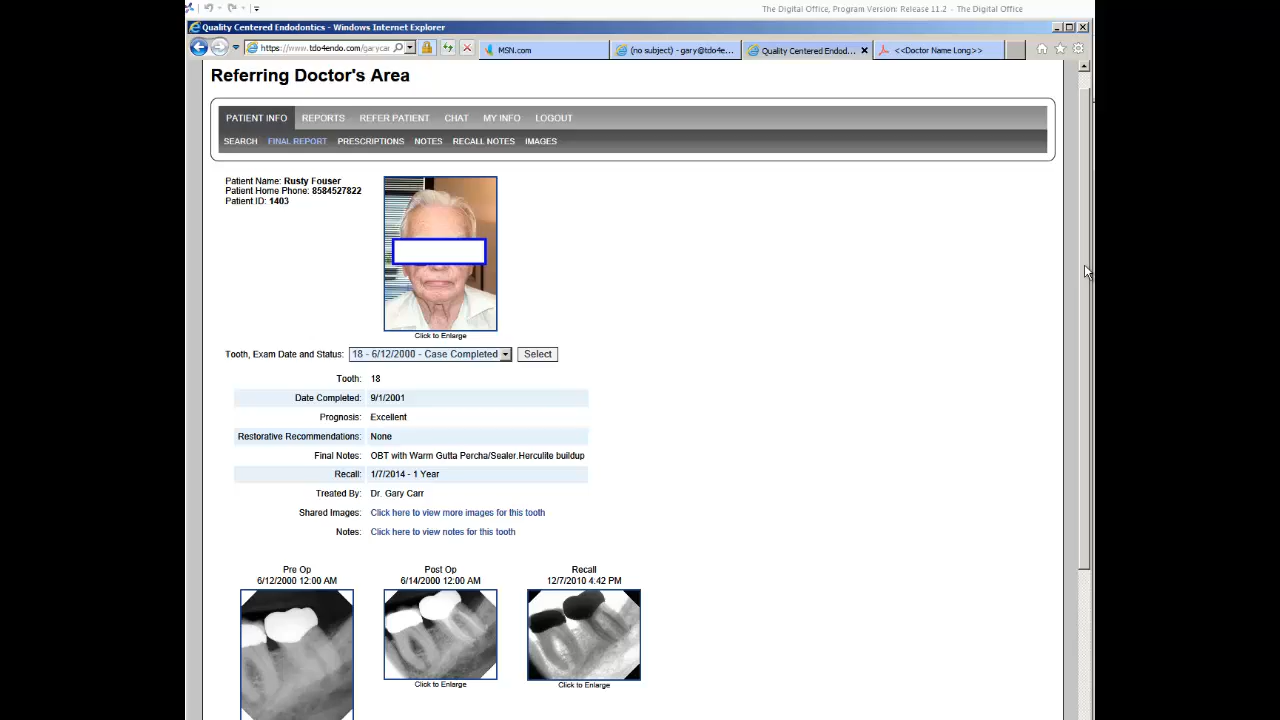 The Digital Office, Program Version: Release 11.2 - The Digital Office
Quality Centered Endodontics - Windows Internet Explorer
https://www.tdo4endo.com/garycar
MSN.com
(no subject) - gary@tdo4e...
Quality Centered Endod...
<<Doctor Name Long>>
Referring Doctor's Area
PATIENT INFO REPORTS REFER PATIENT CHAT MY INFO LOGOUT
SEARCH FINAL REPORT PRESCRIPTIONS NOTES RECALL NOTES IMAGES
Patient Name: Rusty Fouser
Patient Home Phone: 8584527822
Patient ID: 1403
Click to Enlarge
Tooth, Exam Date and Status: 18 - 6/12/2000 - Case Completed Select
Tooth: 18
Date Completed: 9/1/2001
Prognosis: Excellent
Restorative Recommendations: None
Final Notes: OBT with Warm Gutta Percha/Sealer.Herculite buildup
Recall: 1/7/2014 - 1 Year
Treated By: Dr. Gary Carr
Shared Images: Click here to view more images for this tooth
Notes: Click here to view notes for this tooth
Pre Op Post Op Recall
6/12/2000 12:00 AM 6/14/2000 12:00 AM 12/7/2010 4:42 PM
Click to Enlarge Click to Enlarge